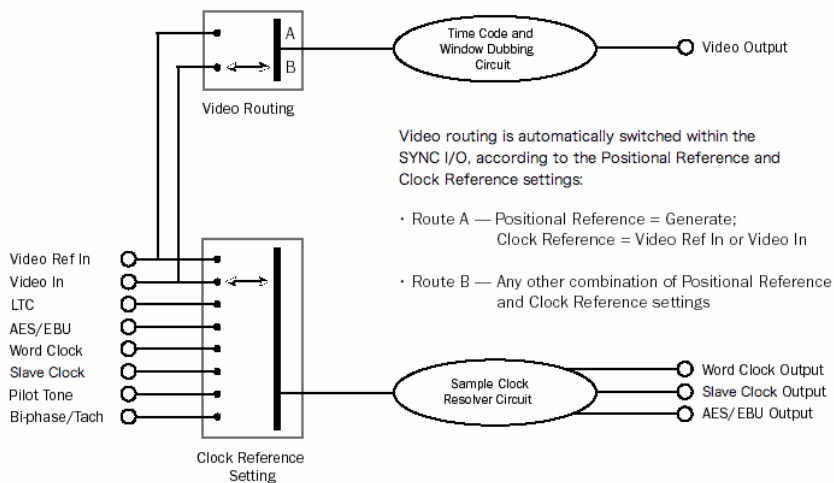 A
B
Video Routing
Time Code and
Window Dubbing
Circuit
Video Output
Video routing is automatically switched within the
SYNC I/O, according to the Positional Reference and
Clock Reference settings:
· Route A — Positional Reference = Generate;
Clock Reference = Video Ref In or Video In
· Route B — Any other combination of Positional Reference
and Clock Reference settings
Video Ref In
Video In
LTC
AES/EBU
Word Clock
Slave Clock
Pilot Tone
Bi-phase/Tach
Clock Reference
Setting
Sample Clock
Resolver Circuit
Word Clock Output
Slave Clock Output
AES/EBU Output